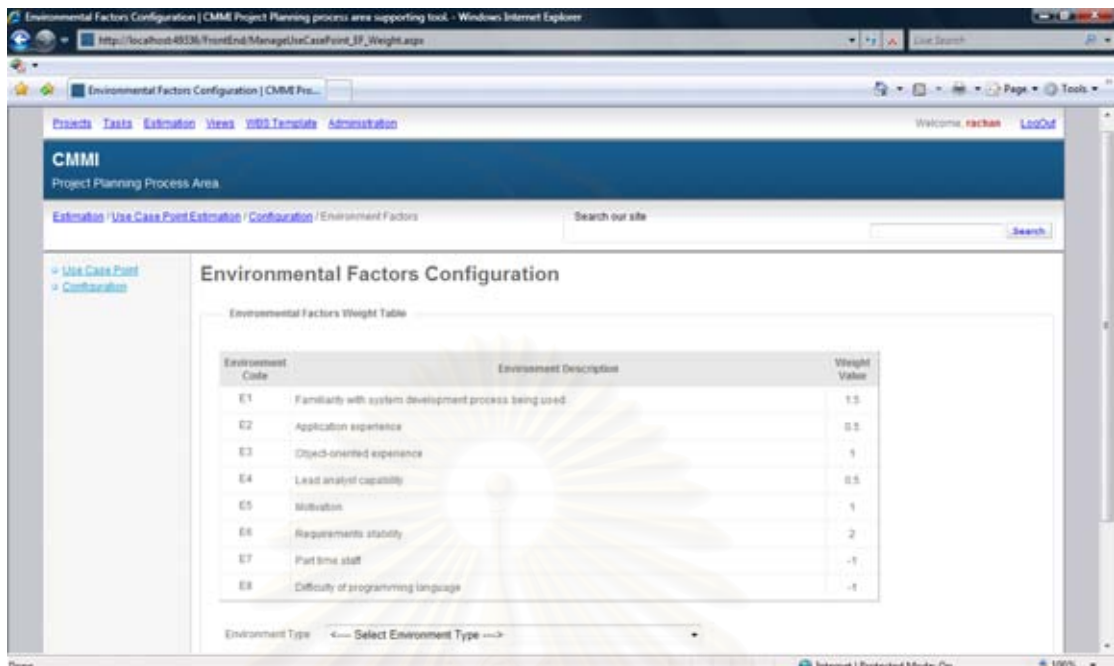 Environmental Factors Configuration | CMMI Project Planning process area supporting tool. - Windows Internet Explorer
http://localhost:49336/FrontEnd/ManageUseCasePoint_EF_Weight.aspx
Live Search
Environmental Factors Configuration | CMMI Pro...
Page Tools
Projects Tasks Estimation Views WBS Template Administration
Welcome, rachan LogOut
CMMI
Project Planning Process Area.
Estimation / Use Case Point Estimation / Configuration / Environment Factors
Search our site
Search
Use Case Point
Configuration
Environmental Factors Configuration
Environmental Factors Weight Table
Environment Code Environment Description Weight Value
E1 Familiarity with system development process being used 1.5
E2 Application experience 0.5
E3 Object-oriented experience 1
E4 Lead analyst capability 0.5
E5 Motivation 1
E6 Requirements stability 2
E7 Part time staff -1
E8 Difficulty of programming language -1
Environment Type <---- Select Environment Type ---->
Done
Internet | Protected Mode: On
100%